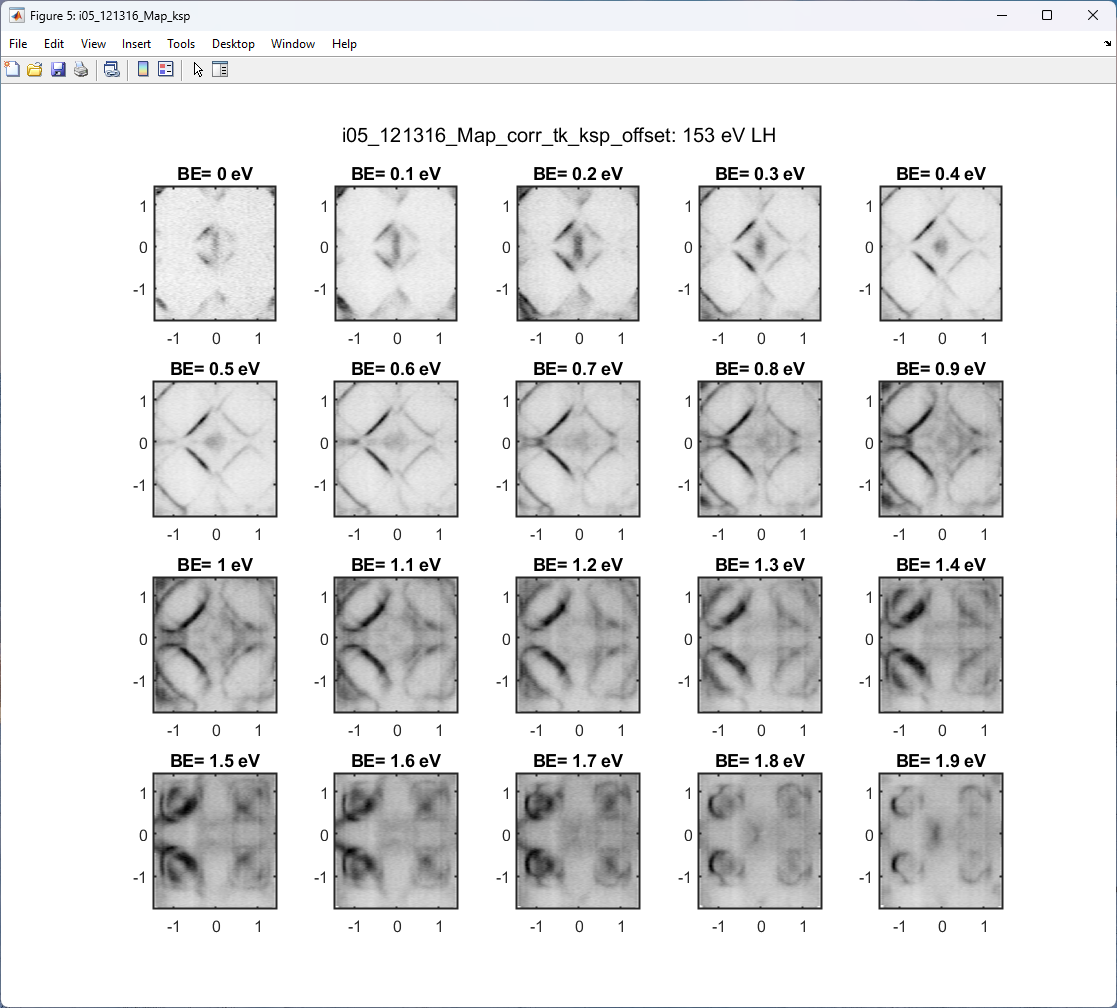 Figure 5: i05_121316_Map_ksp
File Edit View Insert Tools Desktop Window Help
i05_121316_Map_corr_tk_ksp_offset: 153 eV LH
BE= 0 eV BE= 0.1 eV BE= 0.2 eV BE= 0.3 eV BE= 0.4 eV
1 1 1 1 1
0 0 0 0 0
-1 -1 -1 -1 -1
-1 0 1 -1 0 1 -1 0 1 -1 0 1 -1 0 1
BE= 0.5 eV BE= 0.6 eV BE= 0.7 eV BE= 0.8 eV BE= 0.9 eV
1 1 1 1 1
0 0 0 0 0
-1 -1 -1 -1 -1
-1 0 1 -1 0 1 -1 0 1 -1 0 1 -1 0 1
BE= 1 eV BE= 1.1 eV BE= 1.2 eV BE= 1.3 eV BE= 1.4 eV
1 1 1 1 1
0 0 0 0 0
-1 -1 -1 -1 -1
-1 0 1 -1 0 1 -1 0 1 -1 0 1 -1 0 1
BE= 1.5 eV BE= 1.6 eV BE= 1.7 eV BE= 1.8 eV BE= 1.9 eV
1 1 1 1 1
0 0 0 0 0
-1 -1 -1 -1 -1
-1 0 1 -1 0 1 -1 0 1 -1 0 1 -1 0 1